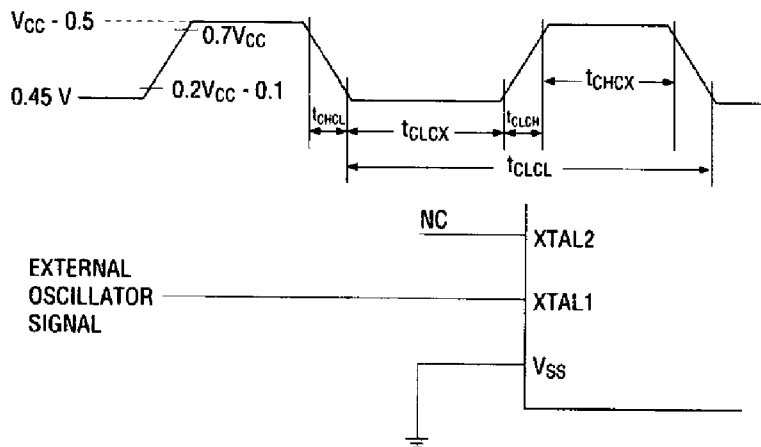 VCC - 0.5
0.7VCC
0.45 V
0.2VCC - 0.1
tCHCL
tCLCX
tCLCH
tCHCX
tCLCL
NC
XTAL2
EXTERNAL
OSCILLATOR
SIGNAL
XTAL1
VSS